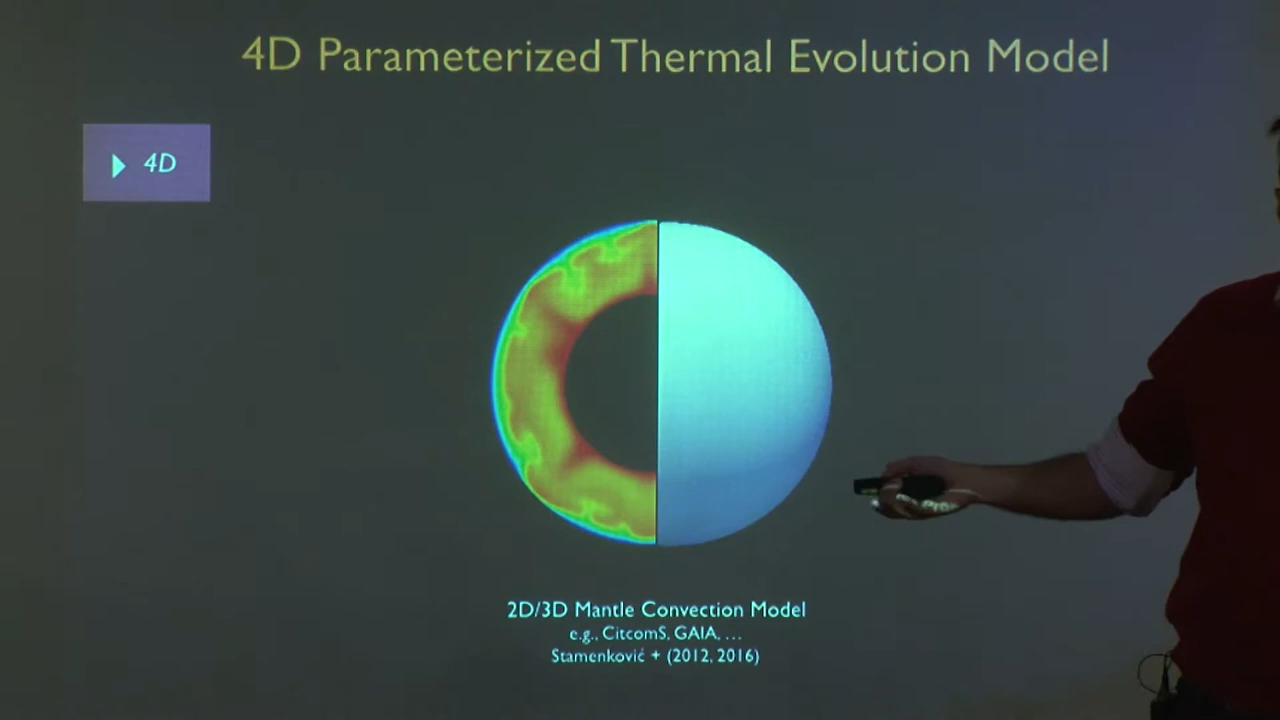 4D Parameterized Thermal Evolution Model
4D
2D/3D Mantle Convection Model
e.g., CitcomS, GAIA, ...
Stamenković + (2012, 2016)